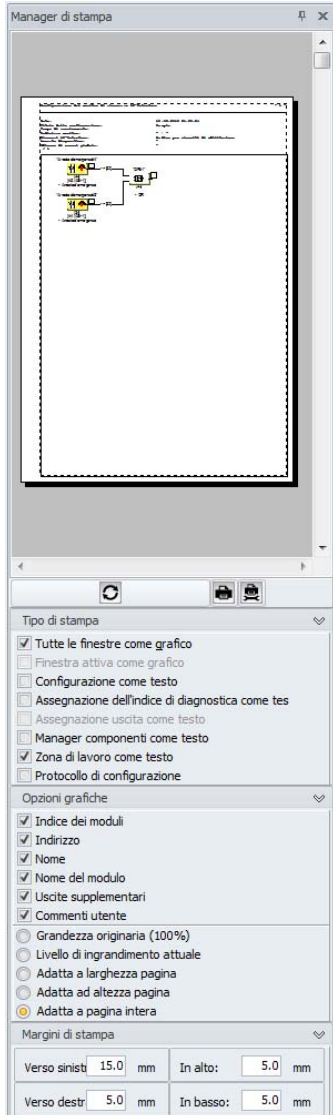 Manager di stampa
Tipo di stampa
Tutte le finestre come grafico
Finestra attiva come grafico
Configurazione come testo
Assegnazione dell'indice di diagnostica come tes
Assegnazione uscita come testo
Manager componenti come testo
Zona di lavoro come testo
Protocollo di configurazione
Opzioni grafiche
Indice dei moduli
Indirizzo
Nome
Nome del modulo
Uscite supplementari
Commenti utente
Grandezza originaria (100%)
Livello di ingrandimento attuale
Adatta a larghezza pagina
Adatta ad altezza pagina
Adatta a pagina intera
Margini di stampa
Verso sinist 15.0 mm In alto: 5.0 mm
Verso destr 5.0 mm In basso: 5.0 mm